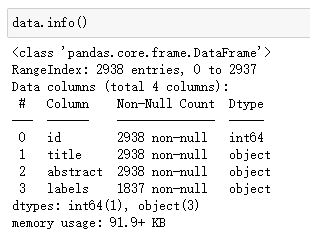 data.info()
<class 'pandas.core.frame.DataFrame'>
RangeIndex: 2938 entries, 0 to 2937
Data columns (total 4 columns):
 #   Column    Non-Null Count  Dtype
---  ------    --------------  -----
 0   id        2938 non-null   int64
 1   title     2938 non-null   object
 2   abstract  2938 non-null   object
 3   labels    1837 non-null   object
dtypes: int64(1), object(3)
memory usage: 91.9+ KB